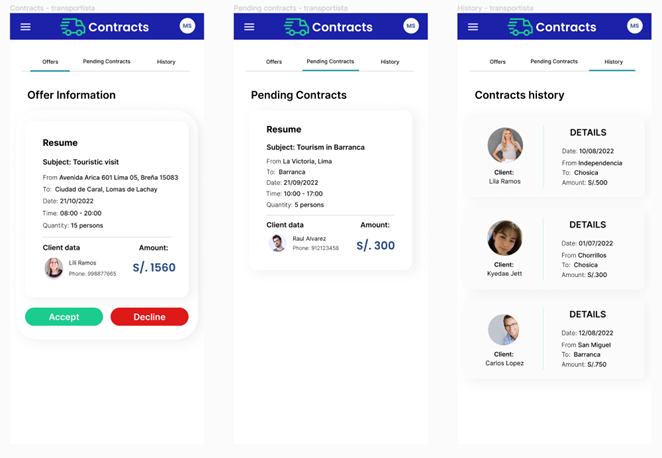 Contracts - transportista
Contracts
MS
Offers
Pending Contracts
History
Offer Information
Resume
Subject: Touristic visit
From Avenida Arica 601 Lima 05, Breña 15083
To: Ciudad de Caral, Lomas de Lachay
Date: 21/10/2022
Time: 08:00 - 20:00
Quantity: 15 persons
Client data
Amount:
Lili Ramos
Phone: 998877665
S/. 1560
Accept
Decline
Pending contracts - transportista
Contracts
MS
Offers
Pending Contracts
History
Pending Contracts
Resume
Subject: Tourism in Barranca
From La Victoria, Lima
To: Barranca
Date: 21/09/2022
Time: 10:00 - 17:00
Quantity: 5 persons
Client data
Amount:
Raul Alvarez
Phone: 912123456
S/. 300
History - transportista
Contracts
MS
Offers
Pending Contracts
History
Contracts history
DETAILS
Date: 10/08/2022
From Independencia
To: Chosica
Amount: S/.500
Client:
Lila Ramos
DETAILS
Date: 01/07/2022
From Chorrillos
To: Chosica
Amount: S/.300
Client:
Kyedae Jett
DETAILS
Date: 12/08/2022
From San Miguel
To: Barranca
Amount: S/.750
Client:
Carlos Lopez